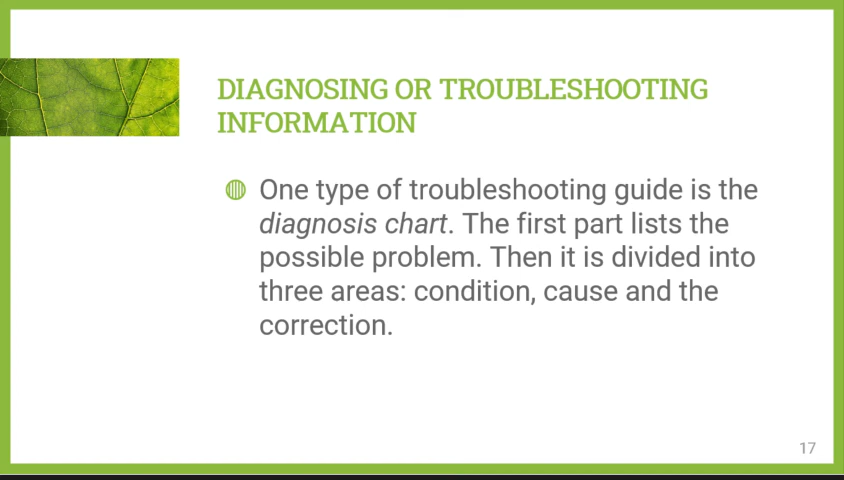 DIAGNOSING OR TROUBLESHOOTING
INFORMATION
One type of troubleshooting guide is the
diagnosis chart. The first part lists the
possible problem. Then it is divided into
three areas: condition, cause and the
correction.
17